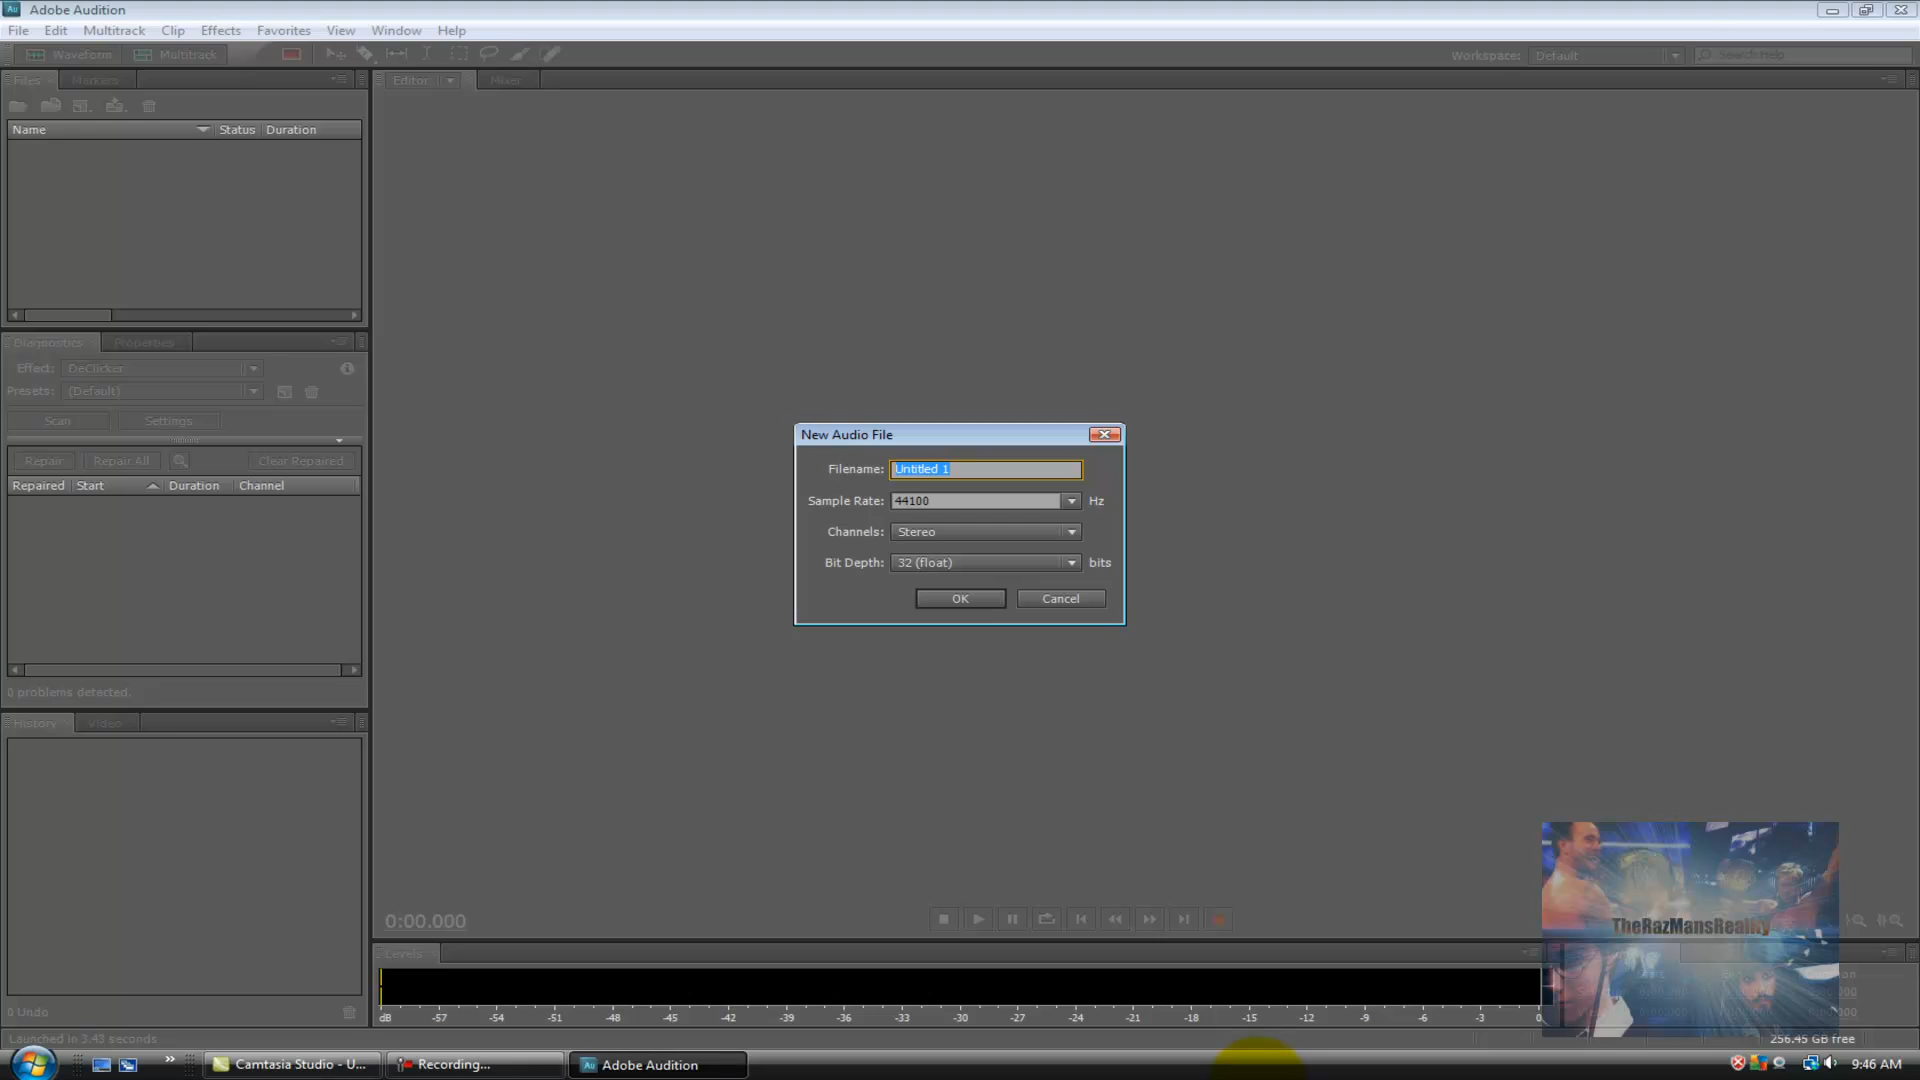 Adobe Audition
File Edit Multitrack Clip Effects Favorites View Window Help
Waveform Multitrack Workspace: Default Search Help
Files Markers Editor Mixer
Name Status Duration
Diagnostics Properties
Effect: DeClicker
Presets: (Default)
Scan Settings
Repair Repair All Clear Repaired
Repaired Start Duration Channel
0 problems detected.
History Video
0 Undo
Launched in 3.43 seconds
New Audio File
Filename: Untitled 1
Sample Rate: 44100 Hz
Channels: Stereo
Bit Depth: 32 (float) bits
OK Cancel
0:00.000
TheRazMansReality
Levels
dB -57 -54 -51 -48 -45 -42 -39 -36 -33 -30 -27 -24 -21 -18 -15 -12 -9 -6 -3 0
256.45 GB free
Camtasia Studio - U... Recording... Adobe Audition 9:46 AM